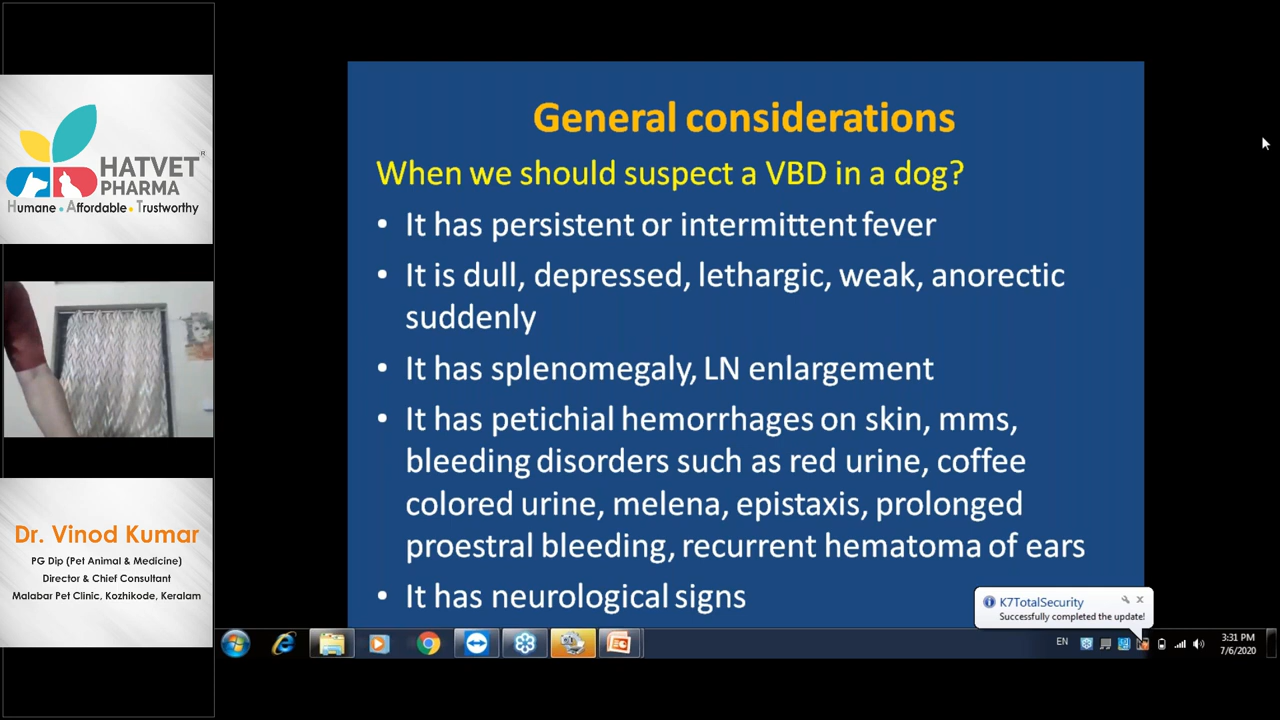 HATVET
PHARMA
®
Humane • Affordable • Trustworthy
Dr. Vinod Kumar
PG Dip (Pet Animal & Medicine)
Director & Chief Consultant
Malabar Pet Clinic, Kozhikode, Keralam
General considerations
When we should suspect a VBD in a dog?
• It has persistent or intermittent fever
• It is dull, depressed, lethargic, weak, anorectic
suddenly
• It has splenomegaly, LN enlargement
• It has petichial hemorrhages on skin, mms,
bleeding disorders such as red urine, coffee
colored urine, melena, epistaxis, prolonged
proestral bleeding, recurrent hematoma of ears
• It has neurological signs
K7TotalSecurity
Successfully completed the update!
EN
3:31 PM
7/6/2020